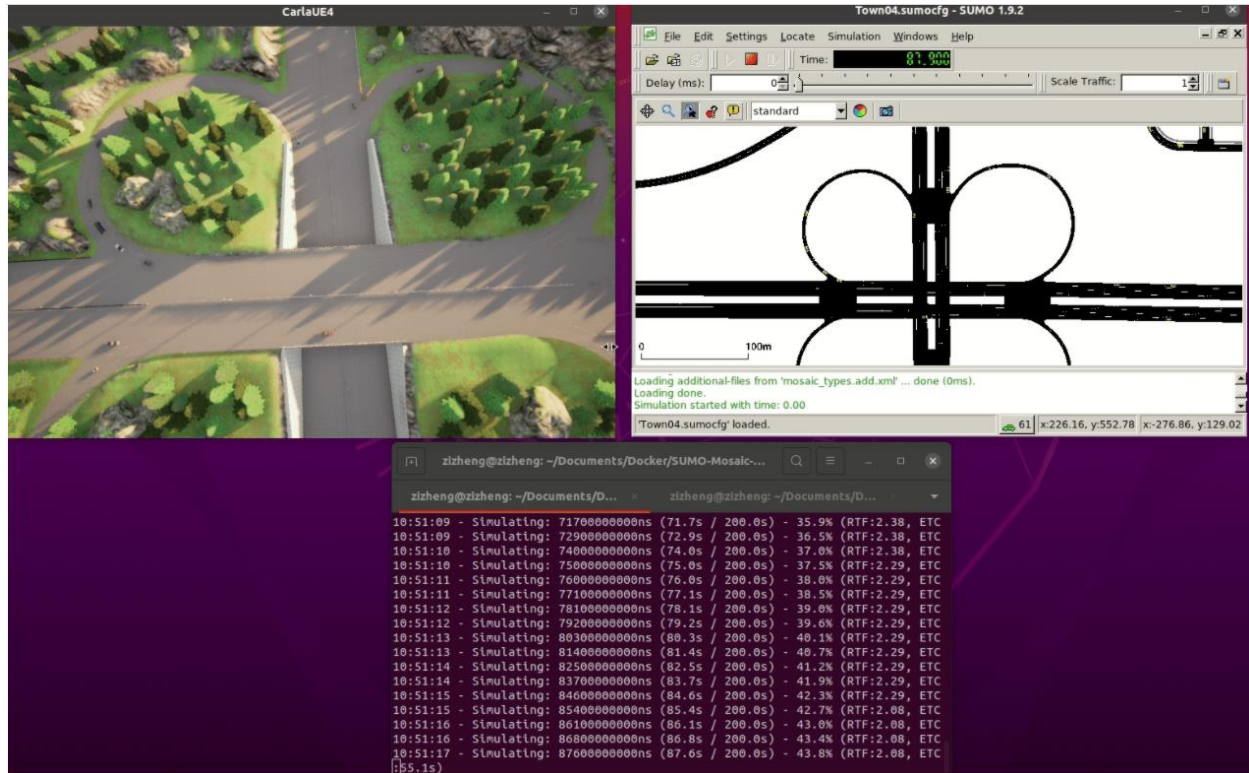 CarlaUE4
Town04.sumocfg - SUMO 1.9.2
File Edit Settings Locate Simulation Windows Help
Time: 87.900
Delay (ms): 0 Scale Traffic: 1
standard
0 100m
Loading additional-files from 'mosaic_types.add.xml' ... done (0ms).
Loading done.
Simulation started with time: 0.00
'Town04.sumocfg' loaded. 61 x:226.16, y:552.78 x:-276.86, y:129.02
zizheng@zizheng: ~/Documents/Docker/SUMO-Mosaic-...
zizheng@zizheng: ~/Documents/D... zizheng@zizheng: ~/Documents/D...
10:51:09 - Simulating: 71700000000ns (71.7s / 200.0s) - 35.9% (RTF:2.38, ETC
10:51:09 - Simulating: 72900000000ns (72.9s / 200.0s) - 36.5% (RTF:2.38, ETC
10:51:10 - Simulating: 74000000000ns (74.0s / 200.0s) - 37.0% (RTF:2.38, ETC
10:51:10 - Simulating: 75000000000ns (75.0s / 200.0s) - 37.5% (RTF:2.29, ETC
10:51:11 - Simulating: 76000000000ns (76.0s / 200.0s) - 38.0% (RTF:2.29, ETC
10:51:11 - Simulating: 77100000000ns (77.1s / 200.0s) - 38.5% (RTF:2.29, ETC
10:51:12 - Simulating: 78100000000ns (78.1s / 200.0s) - 39.0% (RTF:2.29, ETC
10:51:12 - Simulating: 79200000000ns (79.2s / 200.0s) - 39.6% (RTF:2.29, ETC
10:51:13 - Simulating: 80300000000ns (80.3s / 200.0s) - 40.1% (RTF:2.29, ETC
10:51:13 - Simulating: 81400000000ns (81.4s / 200.0s) - 40.7% (RTF:2.29, ETC
10:51:14 - Simulating: 82500000000ns (82.5s / 200.0s) - 41.2% (RTF:2.29, ETC
10:51:14 - Simulating: 83700000000ns (83.7s / 200.0s) - 41.9% (RTF:2.29, ETC
10:51:15 - Simulating: 84600000000ns (84.6s / 200.0s) - 42.3% (RTF:2.29, ETC
10:51:15 - Simulating: 85400000000ns (85.4s / 200.0s) - 42.7% (RTF:2.08, ETC
10:51:16 - Simulating: 86100000000ns (86.1s / 200.0s) - 43.0% (RTF:2.08, ETC
10:51:16 - Simulating: 86800000000ns (86.8s / 200.0s) - 43.4% (RTF:2.08, ETC
10:51:17 - Simulating: 87600000000ns (87.6s / 200.0s) - 43.8% (RTF:2.08, ETC
:55.1s)